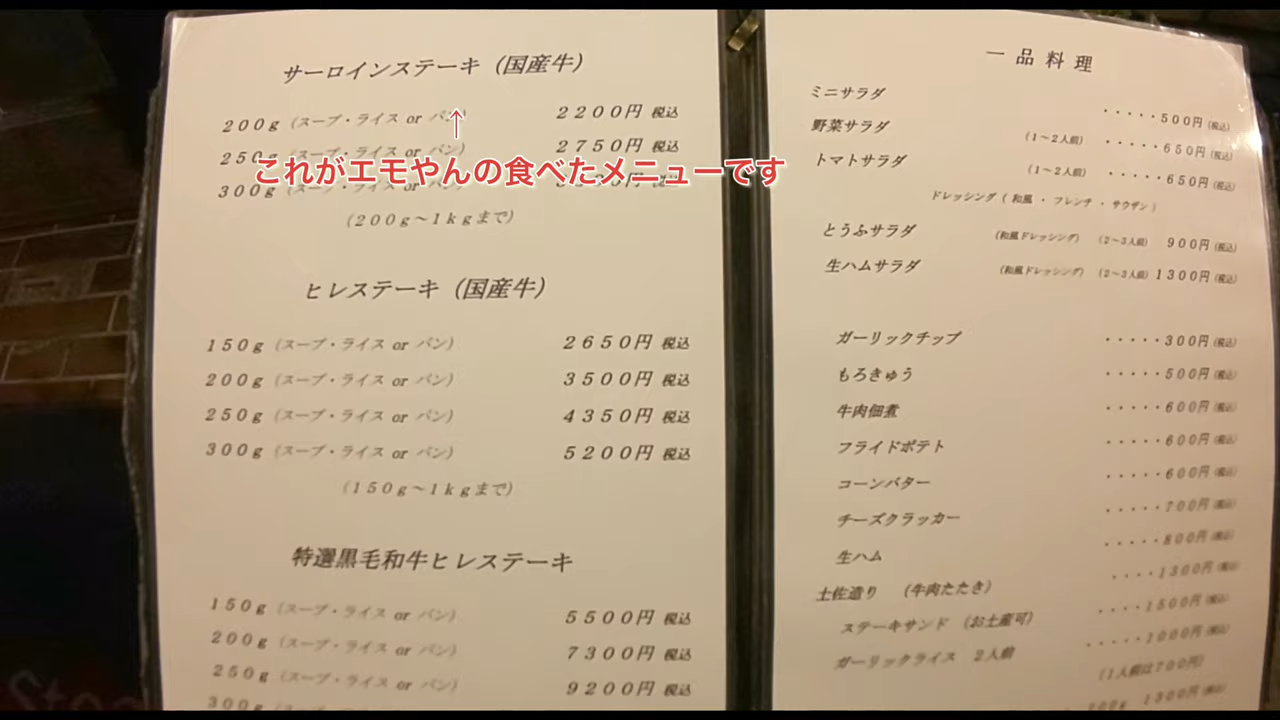 サーロインステーキ（国産牛）
200g（スープ・ライス or パン） 2200円 税込
↑
250g（スープ・ライス or パン） 2750円 税込
これがエモやんの食べたメニューです
300g
（200g～1kgまで）
ヒレステーキ（国産牛）
150g（スープ・ライス or パン） 2650円 税込
200g（スープ・ライス or パン） 3500円 税込
250g（スープ・ライス or パン） 4350円 税込
300g（スープ・ライス or パン） 5200円 税込
（150g～1kgまで）
特選黒毛和牛ヒレステーキ
150g（スープ・ライス or パン） 5500円 税込
200g（スープ・ライス or パン） 7300円 税込
250g（スープ・ライス or パン） 9200円 税込
300g
一品料理
ミニサラダ ・・・・・500円（税込）
野菜サラダ （1～2人前） ・・・・・650円（税込）
トマトサラダ （1～2人前） ・・・・・650円（税込）
ドレッシング（和風・フレンチ・サウザン）
とうふサラダ （和風ドレッシング）（2～3人前） 900円（税込）
生ハムサラダ （和風ドレッシング）（2～3人前） 1300円（税込）
ガーリックチップ ・・・・・300円（税込）
もろきゅう ・・・・・500円（税込）
牛肉佃煮 ・・・・・600円（税込）
フライドポテト ・・・・・600円（税込）
コーンバター ・・・・・600円（税込）
チーズクラッカー ・・・・・700円（税込）
生ハム ・・・・・800円（税込）
土佐造り （牛肉たたき） ・・・・1300円（税込）
ステーキサンド （お土産可） ・・・・1500円（税込）
ガーリックライス 2人前 ・・・・・1000円（税込）
（1人前は700円）
200g 1300円（税込）